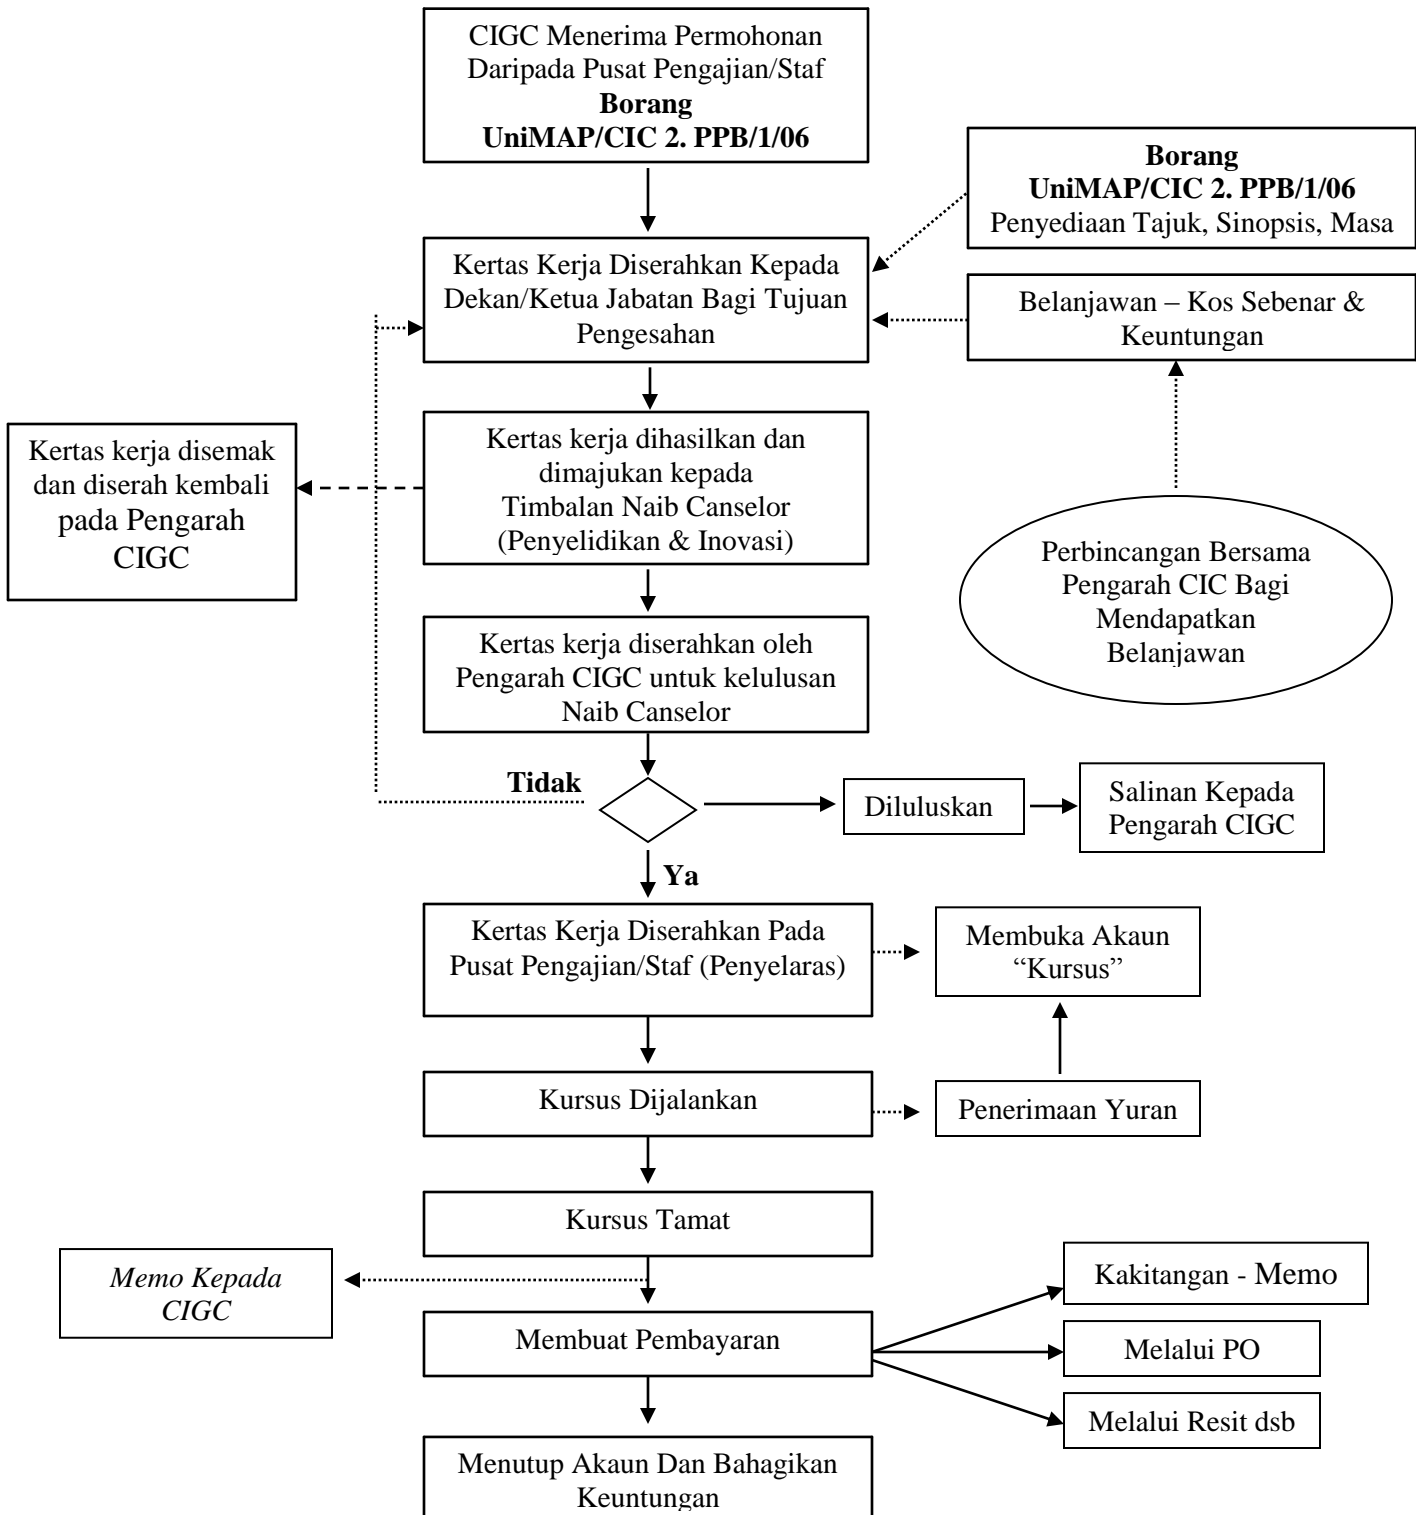 CIGC Menerima Permohonan
Daripada Pusat Pengajian/Staf
Borang
UniMAP/CIC 2. PPB/1/06
Borang
UniMAP/CIC 2. PPB/1/06
Penyediaan Tajuk, Sinopsis, Masa
Kertas Kerja Diserahkan Kepada
Dekan/Ketua Jabatan Bagi Tujuan
Pengesahan
Belanjawan – Kos Sebenar &
Keuntungan
Kertas kerja disemak
dan diserah kembali
pada Pengarah
CIGC
Kertas kerja dihasilkan dan
dimajukan kepada
Timbalan Naib Canselor
(Penyelidikan & Inovasi)
Perbincangan Bersama
Pengarah CIC Bagi
Mendapatkan
Belanjawan
Kertas kerja diserahkan oleh
Pengarah CIGC untuk kelulusan
Naib Canselor
Tidak
Diluluskan
Salinan Kepada
Pengarah CIGC
Ya
Kertas Kerja Diserahkan Pada
Pusat Pengajian/Staf (Penyelaras)
Membuka Akaun
“Kursus”
Kursus Dijalankan
Penerimaan Yuran
Kursus Tamat
Memo Kepada
CIGC
Kakitangan - Memo
Membuat Pembayaran
Melalui PO
Melalui Resit dsb
Menutup Akaun Dan Bahagikan
Keuntungan